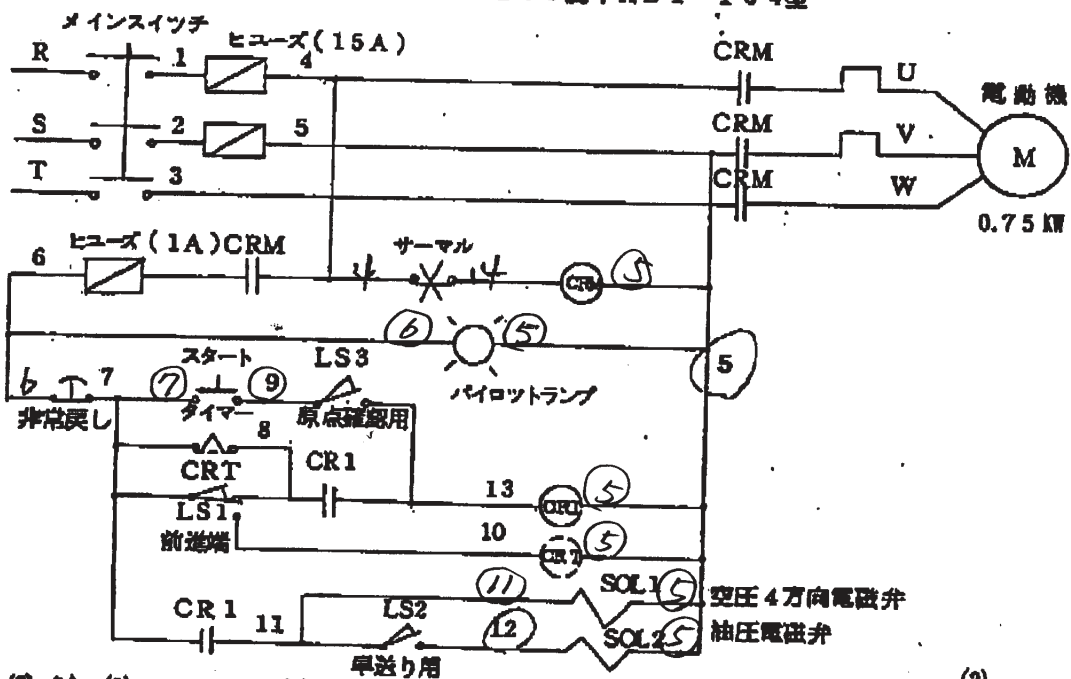 メインスイッチ
R
1
ヒューズ(15A)
4
CRM
U
電動機
S
2
5
CRM
V
M
T
3
CRM
W
0.75KW
6
ヒューズ(1A)
CRM
サーマル
14
CRM
5
6
5
5
パイロットランプ
6
7
非常戻し
スタート
7
9
LS3
原点確認用
タイマー
8
CRT
CR1
13
CR1
5
LS1
前進端
10
CRT
5
CR1
11
11
SOL1
5
空圧4方向電磁弁
LS2
12
SOL2
5
油圧電磁弁
早送り用